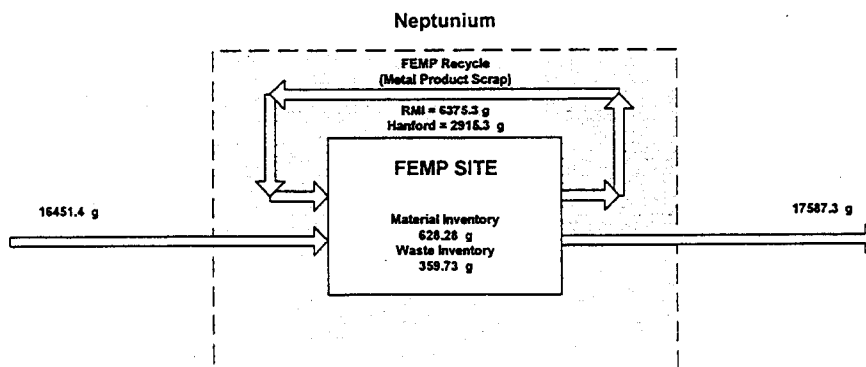 Neptunium
FEMP Recycle
(Metal Product Scrap)
RMI = 6375.3 g
Hanford = 2915.3 g
FEMP SITE
16451.4 g
17587.3 g
Material Inventory
628.28 g
Waste Inventory
359.73 g